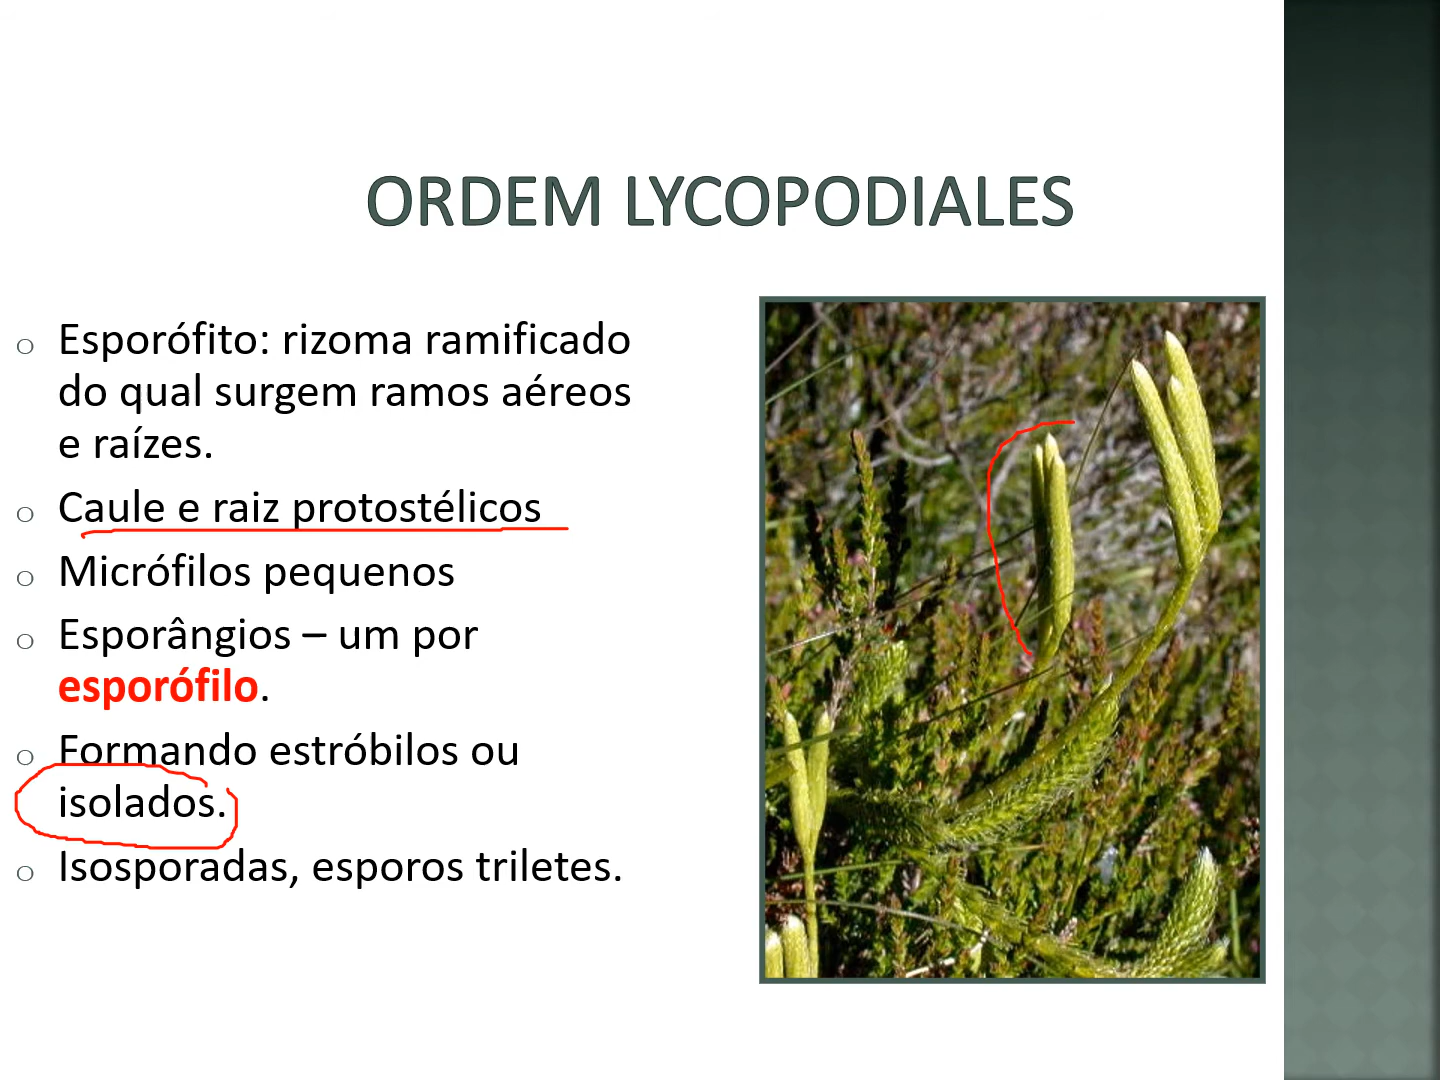 ORDEM LYCOPODIALES
o Esporófito: rizoma ramificado
do qual surgem ramos aéreos
e raízes.
o Caule e raiz protostélicos
o Micrófilos pequenos
o Esporângios – um por
esporófilo.
o Formando estróbilos ou
isolados.
o Isosporadas, esporos triletes.